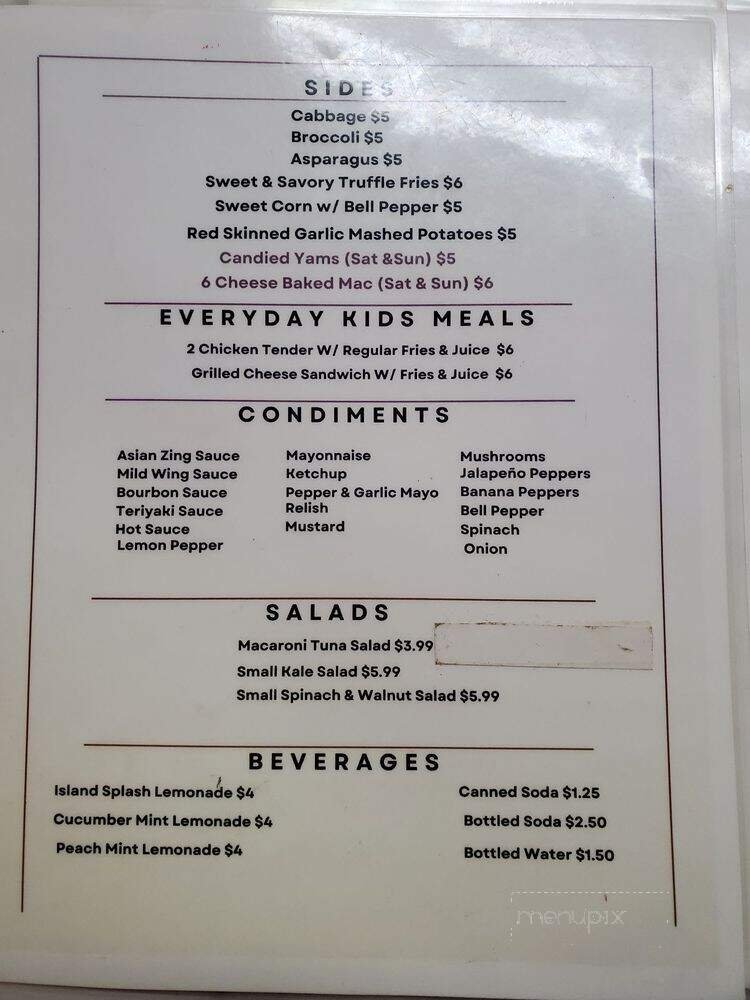 SIDES
Cabbage $5
Broccoli $5
Asparagus $5
Sweet & Savory Truffle Fries $6
Sweet Corn w/ Bell Pepper $5
Red Skinned Garlic Mashed Potatoes $5
Candied Yams (Sat &Sun) $5
6 Cheese Baked Mac (Sat & Sun) $6
EVERYDAY KIDS MEALS
2 Chicken Tender W/ Regular Fries & Juice $6
Grilled Cheese Sandwich W/ Fries & Juice $6
CONDIMENTS
Asian Zing Sauce
Mild Wing Sauce
Bourbon Sauce
Teriyaki Sauce
Hot Sauce
Lemon Pepper
Mayonnaise
Ketchup
Pepper & Garlic Mayo
Relish
Mustard
Mushrooms
Jalapeño Peppers
Banana Peppers
Bell Pepper
Spinach
Onion
SALADS
Macaroni Tuna Salad $3.99
Small Kale Salad $5.99
Small Spinach & Walnut Salad $5.99
BEVERAGES
Island Splash Lemonade $4
Cucumber Mint Lemonade $4
Peach Mint Lemonade $4
Canned Soda $1.25
Bottled Soda $2.50
Bottled Water $1.50
menupix